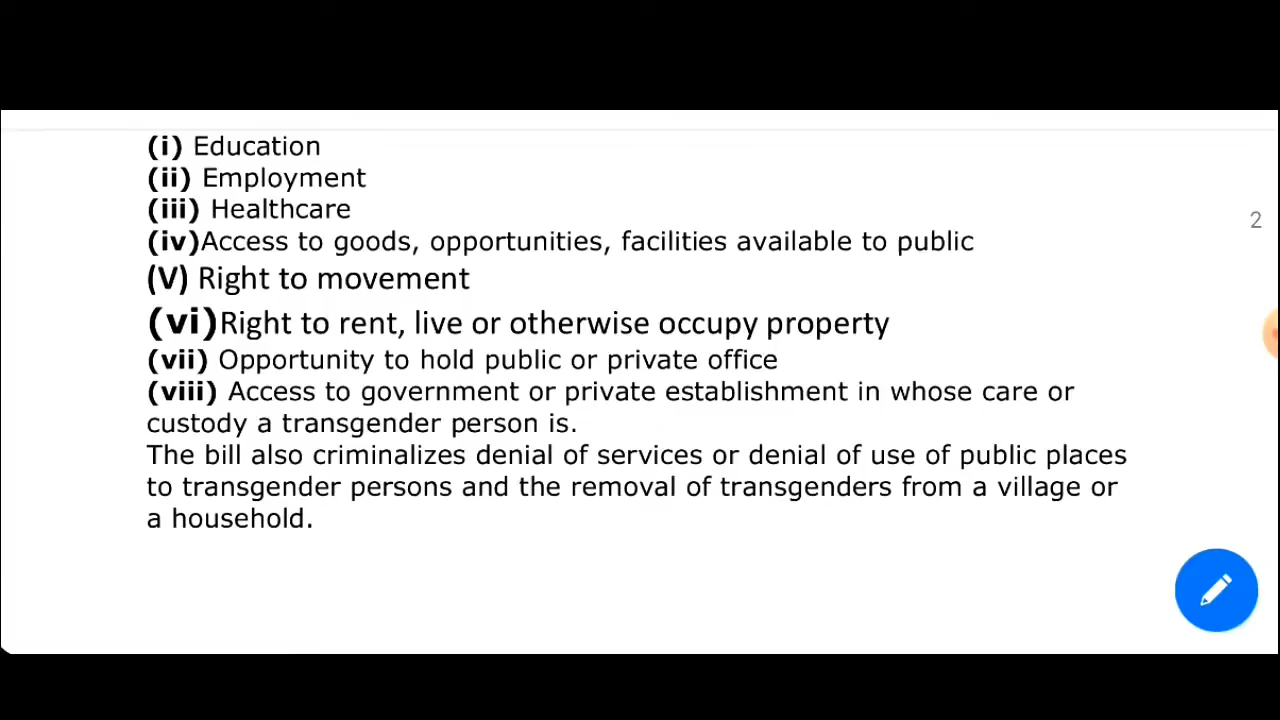 (i) Education
(ii) Employment
(iii) Healthcare
(iv)Access to goods, opportunities, facilities available to public
(V) Right to movement
(vi)Right to rent, live or otherwise occupy property
(vii) Opportunity to hold public or private office
(viii) Access to government or private establishment in whose care or
custody a transgender person is.
The bill also criminalizes denial of services or denial of use of public places
to transgender persons and the removal of transgenders from a village or
a household.
2